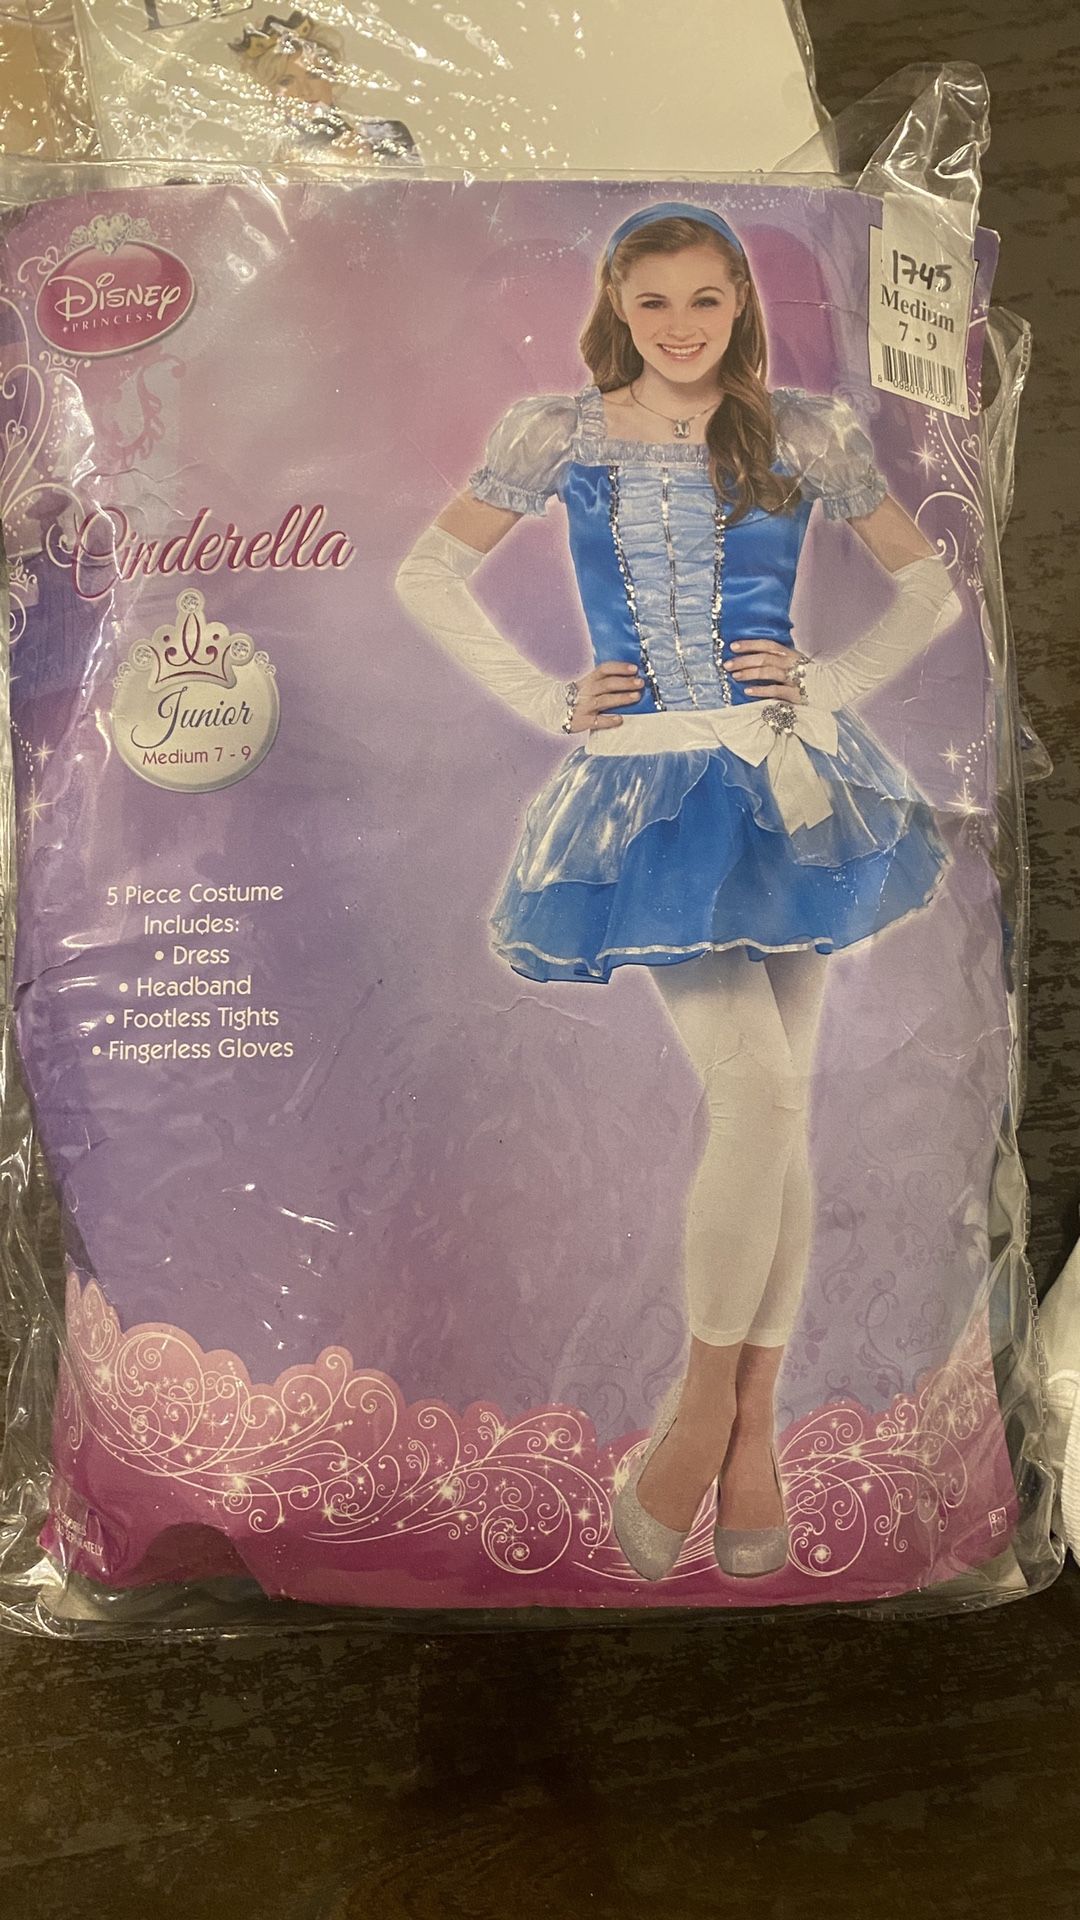 DISNEY
PRINCESS
1745
Medium
7 - 9
Cinderella
Junior
Medium 7 - 9
5 Piece Costume
Includes:
• Dress
• Headband
• Footless Tights
• Fingerless Gloves